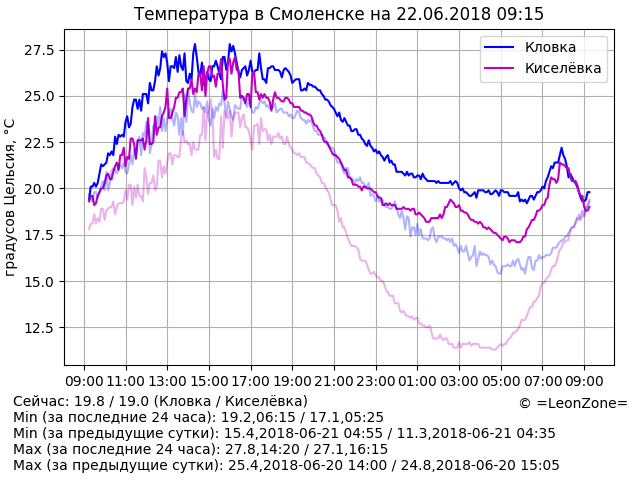 Температура в Смоленске на 22.06.2018 09:15
Кловка
Киселёвка
градусов Цельсия, °C
27.5
25.0
22.5
20.0
17.5
15.0
12.5
09:00 11:00 13:00 15:00 17:00 19:00 21:00 23:00 01:00 03:00 05:00 07:00 09:00
Сейчас: 19.8 / 19.0 (Кловка / Киселёвка)
© =LeonZone=
Min (за последние 24 часа): 19.2,06:15 / 17.1,05:25
Min (за предыдущие сутки): 15.4,2018-06-21 04:55 / 11.3,2018-06-21 04:35
Max (за последние 24 часа): 27.8,14:20 / 27.1,16:15
Max (за предыдущие сутки): 25.4,2018-06-20 14:00 / 24.8,2018-06-20 15:05